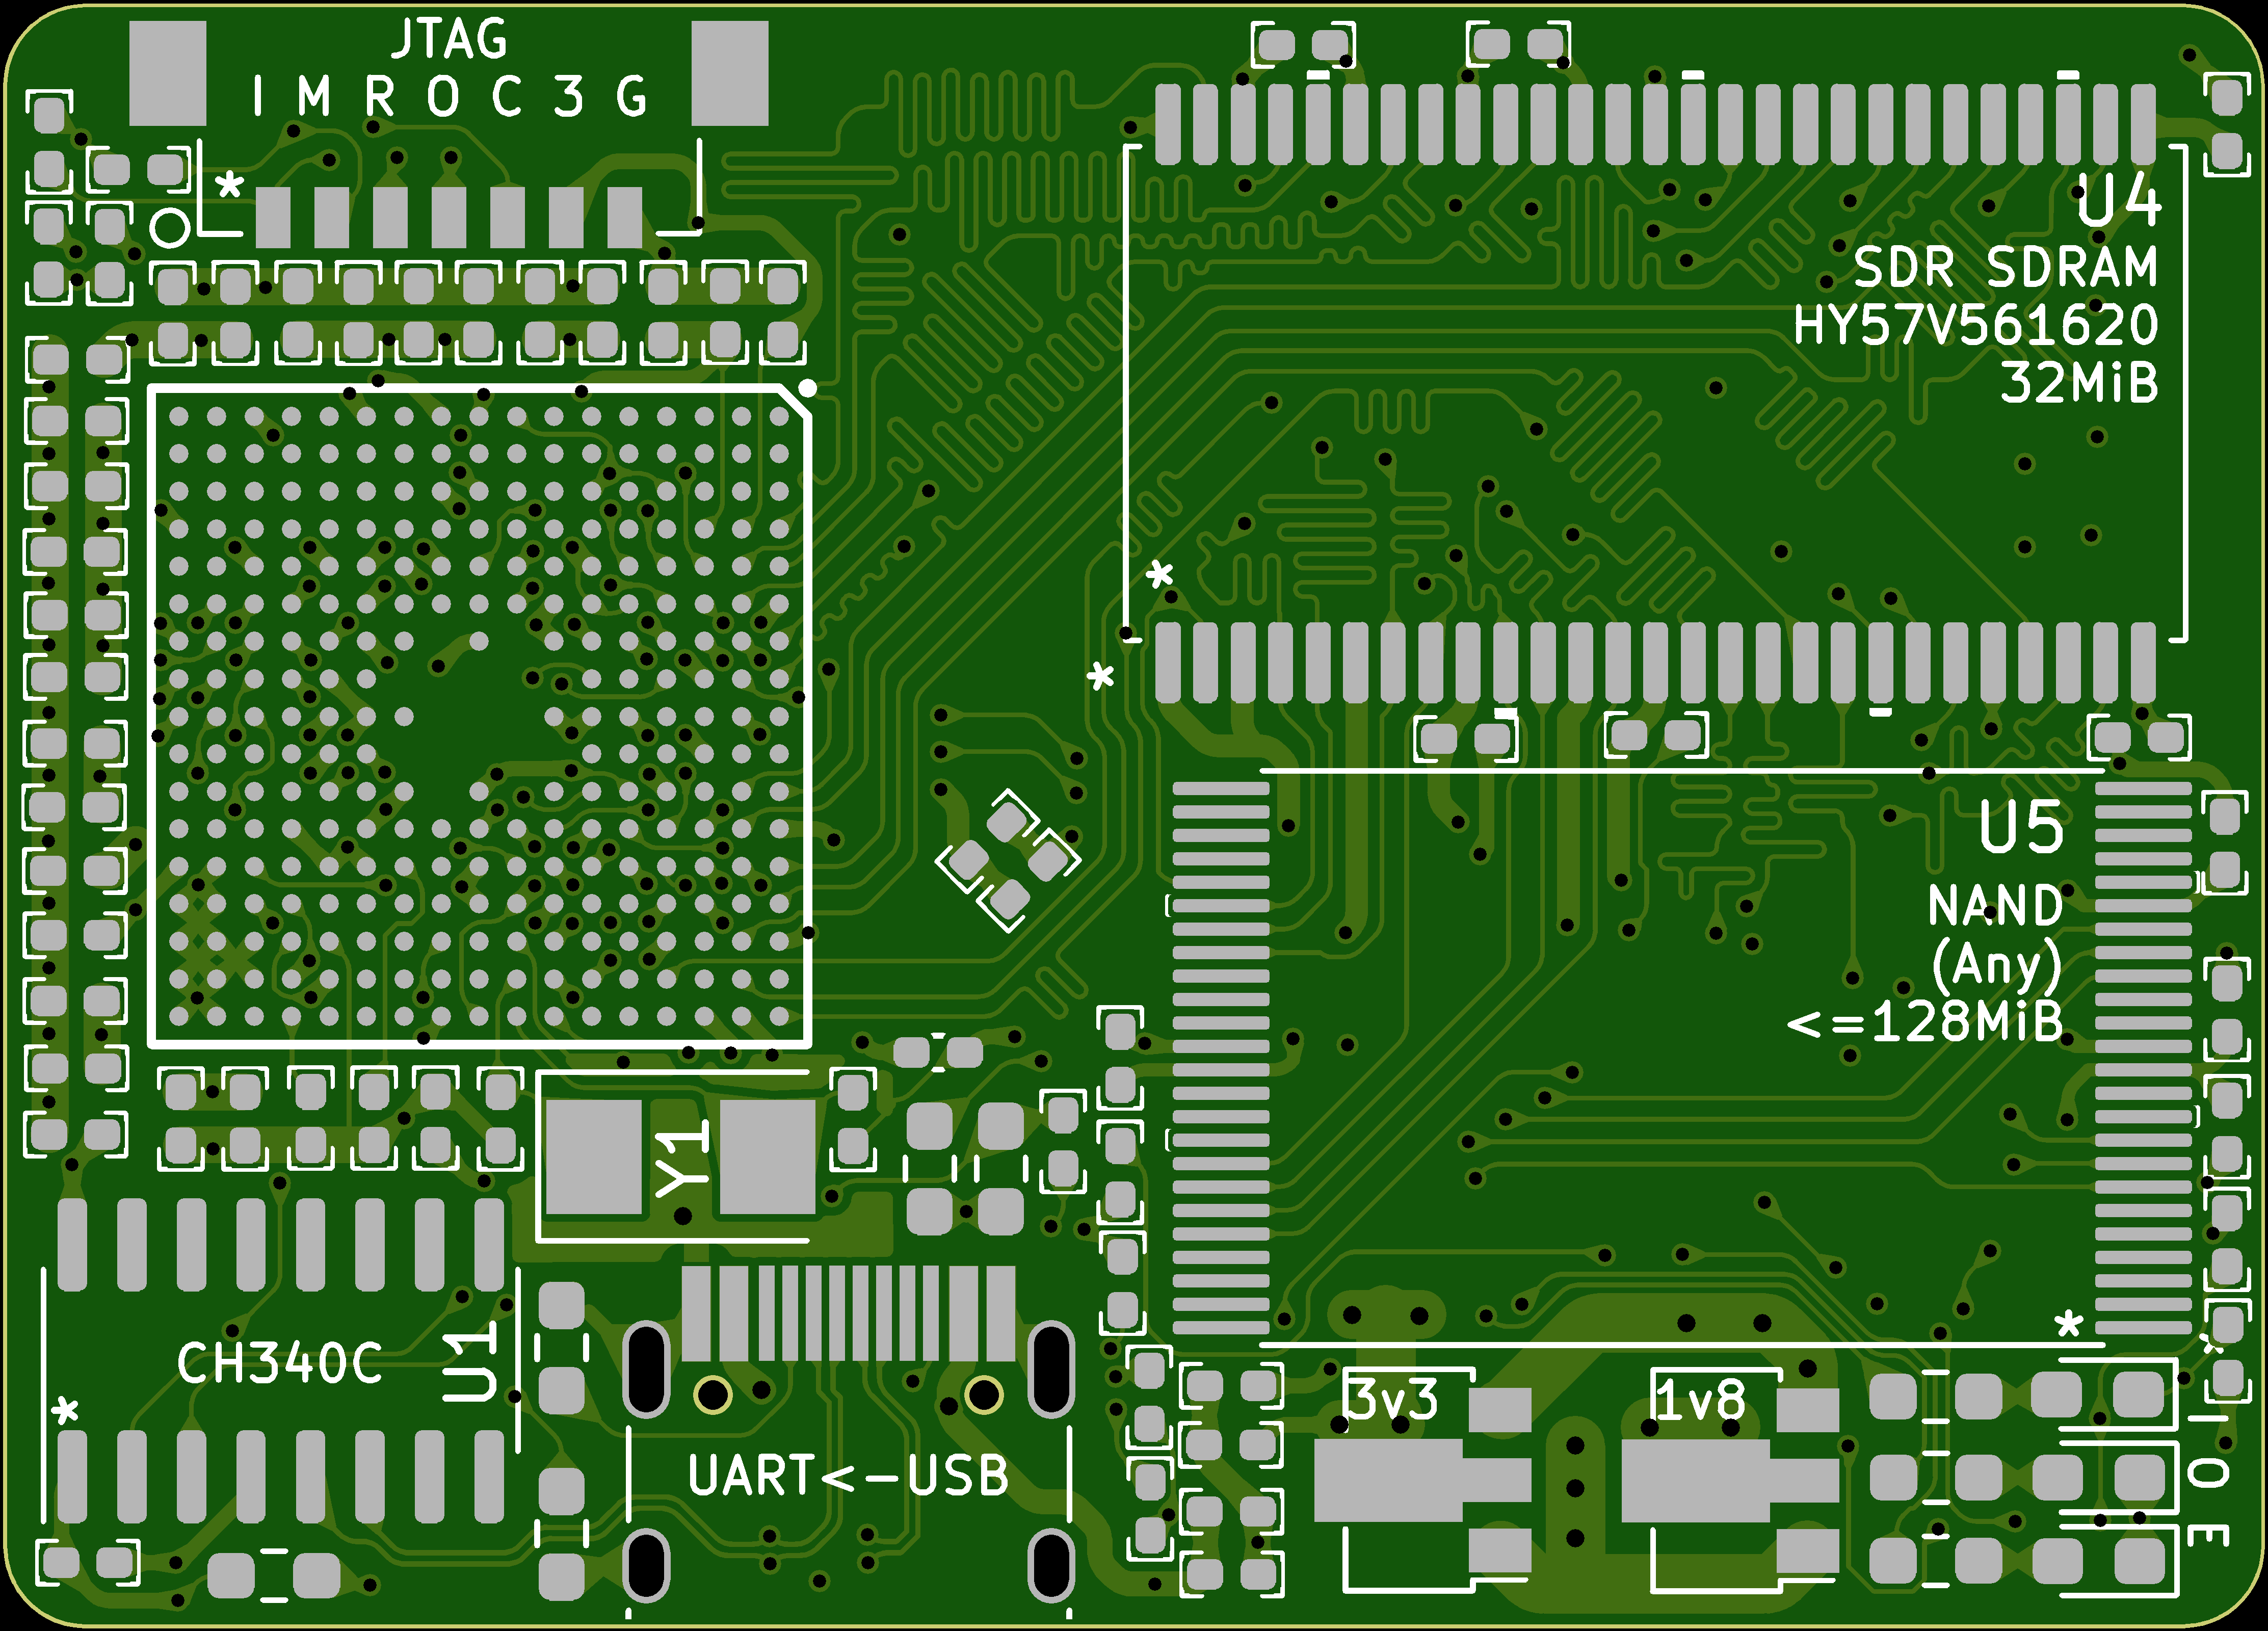 JTAG
I M R O C 3 G
*
U4
SDR SDRAM
HY57V561620
32MiB
*
*
U5
NAND
(Any)
<=128MiB
*
Y1
CH340C
U1
*
UART<-USB
3v3
1v8
I
O
E